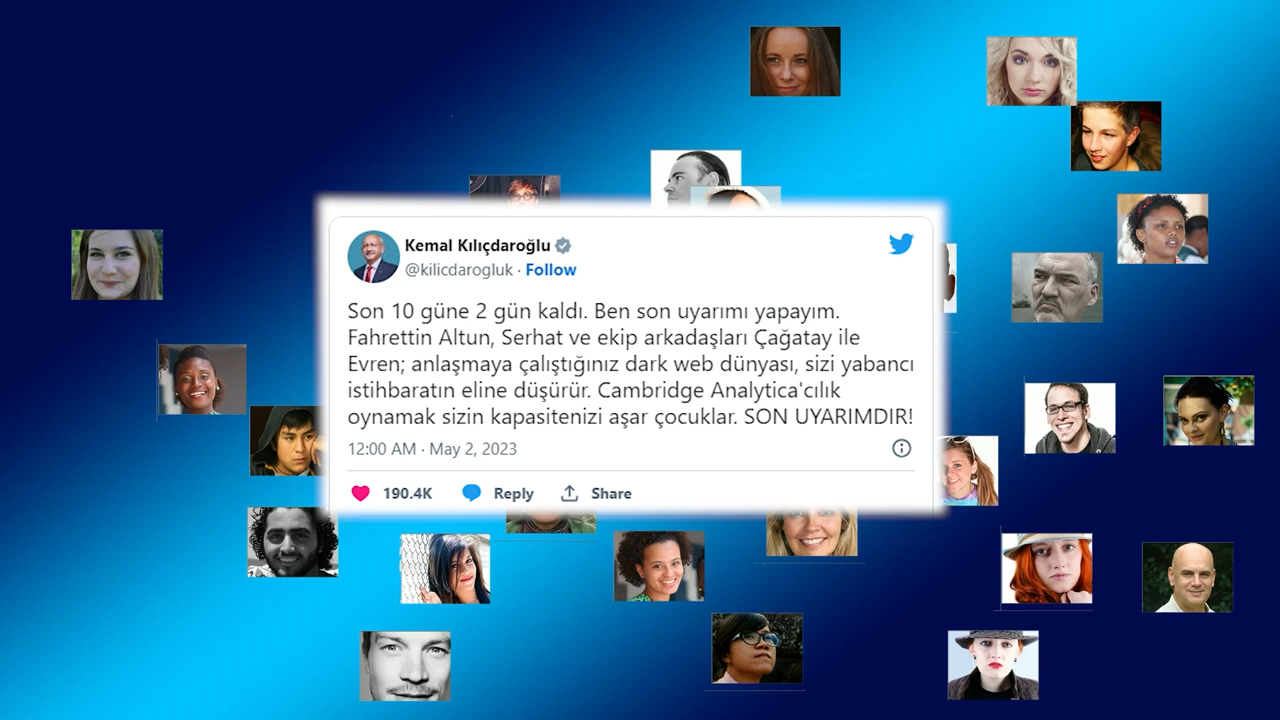 Kemal Kılıçdaroğlu
@kilicdarogluk · Follow
Son 10 güne 2 gün kaldı. Ben son uyarımı yapayım.
Fahrettin Altun, Serhat ve ekip arkadaşları Çağatay ile
Evren; anlaşmaya çalıştığınız dark web dünyası, sizi yabancı
istihbaratın eline düşürür. Cambridge Analytica'cılık
oynamak sizin kapasitenizi aşar çocuklar. SON UYARIMDIR!
12:00 AM · May 2, 2023
190.4K Reply Share